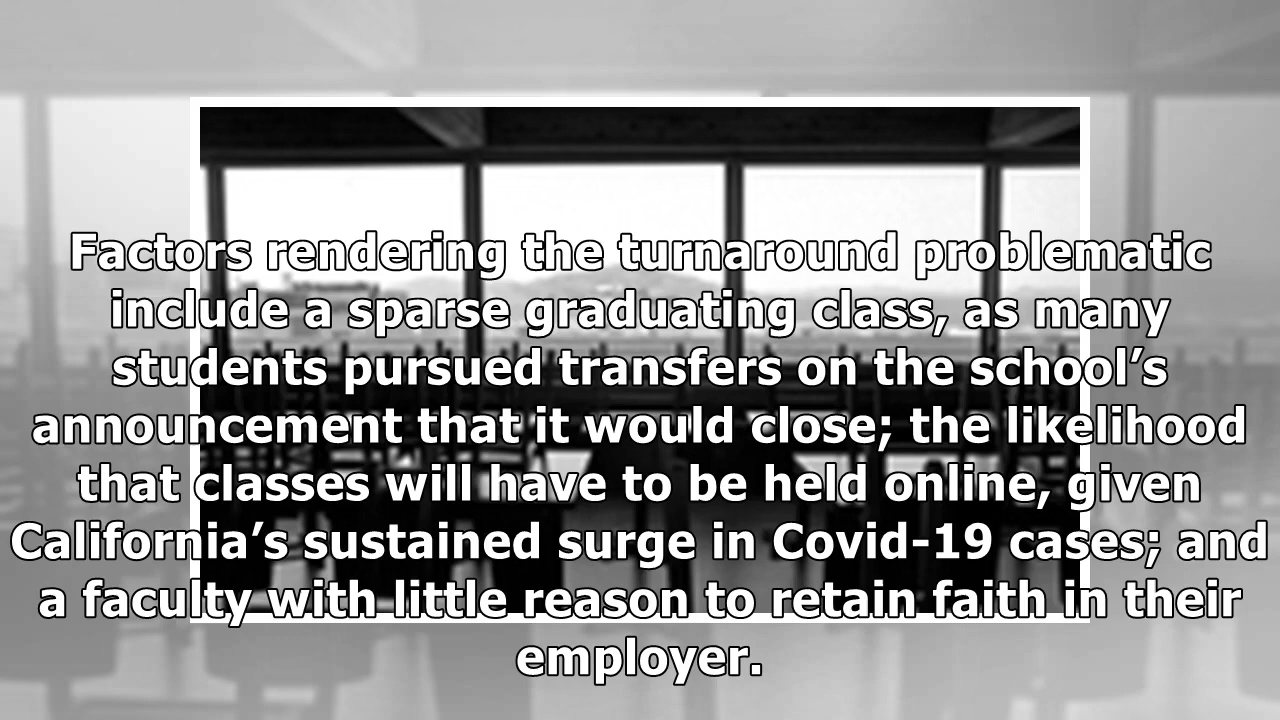 Factors rendering the turnaround problematic
include a sparse graduating class, as many
students pursued transfers on the school’s
announcement that it would close; the likelihood
that classes will have to be held online, given
California’s sustained surge in Covid-19 cases; and
a faculty with little reason to retain faith in their
employer.